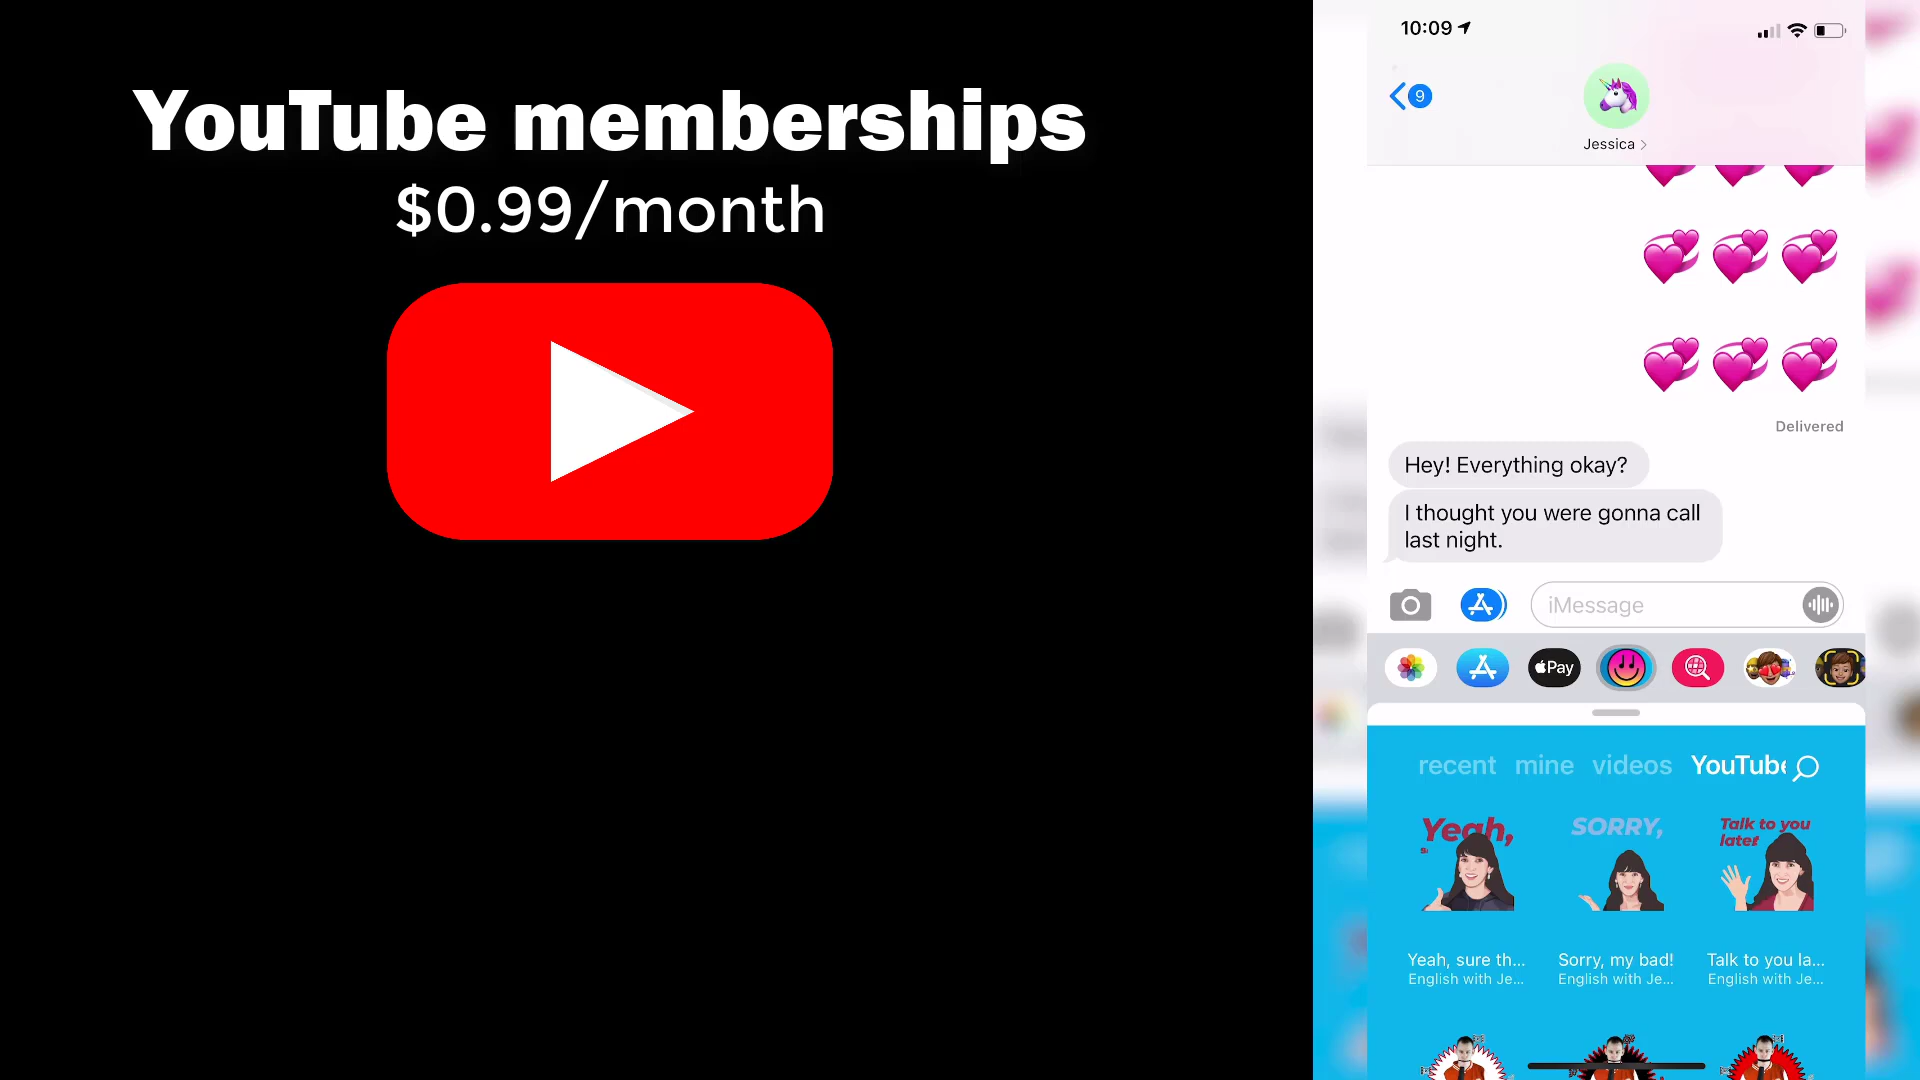 YouTube memberships
$0.99/month
10:09
9
Jessica
Delivered
Hey! Everything okay?
I thought you were gonna call
last night.
iMessage
Pay
recent mine videos YouTube
Yeah,
SORRY,
Talk to you
later
Yeah, sure th...
English with Je...
Sorry, my bad!
English with Je...
Talk to you la...
English with Je...